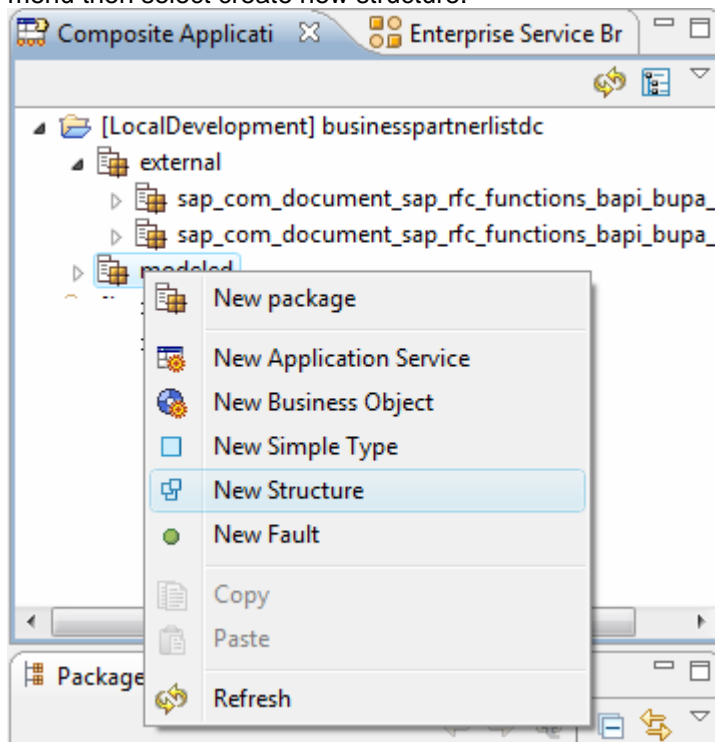 menu then select create new structure.
Composite Applicati Enterprise Service Br
[LocalDevelopment] businesspartnerlistdc
external
sap_com_document_sap_rfc_functions_bapi_bupa_
sap_com_document_sap_rfc_functions_bapi_bupa_
modeled
New package
New Application Service
New Business Object
New Simple Type
New Structure
New Fault
Copy
Paste
Package
Refresh